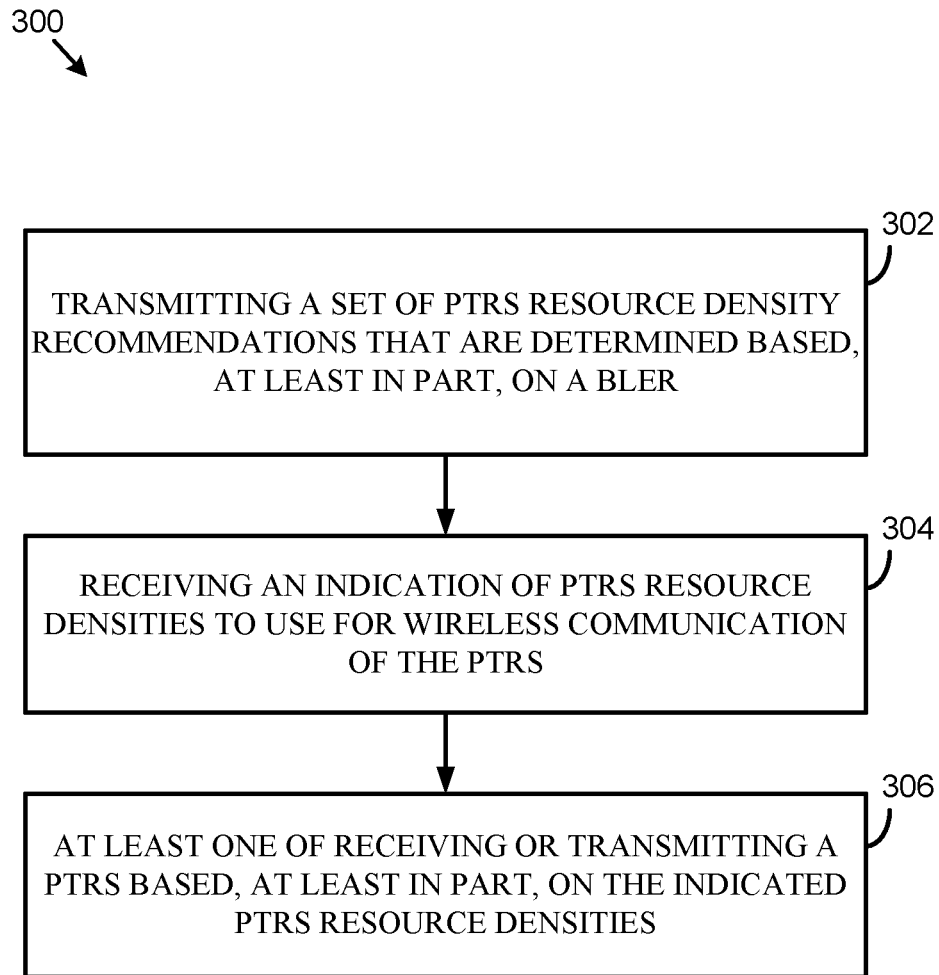 300
302
TRANSMITTING A SET OF PTRS RESOURCE DENSITY
RECOMMENDATIONS THAT ARE DETERMINED BASED,
AT LEAST IN PART, ON A BLER
304
RECEIVING AN INDICATION OF PTRS RESOURCE
DENSITIES TO USE FOR WIRELESS COMMUNICATION
OF THE PTRS
306
AT LEAST ONE OF RECEIVING OR TRANSMITTING A
PTRS BASED, AT LEAST IN PART, ON THE INDICATED
PTRS RESOURCE DENSITIES